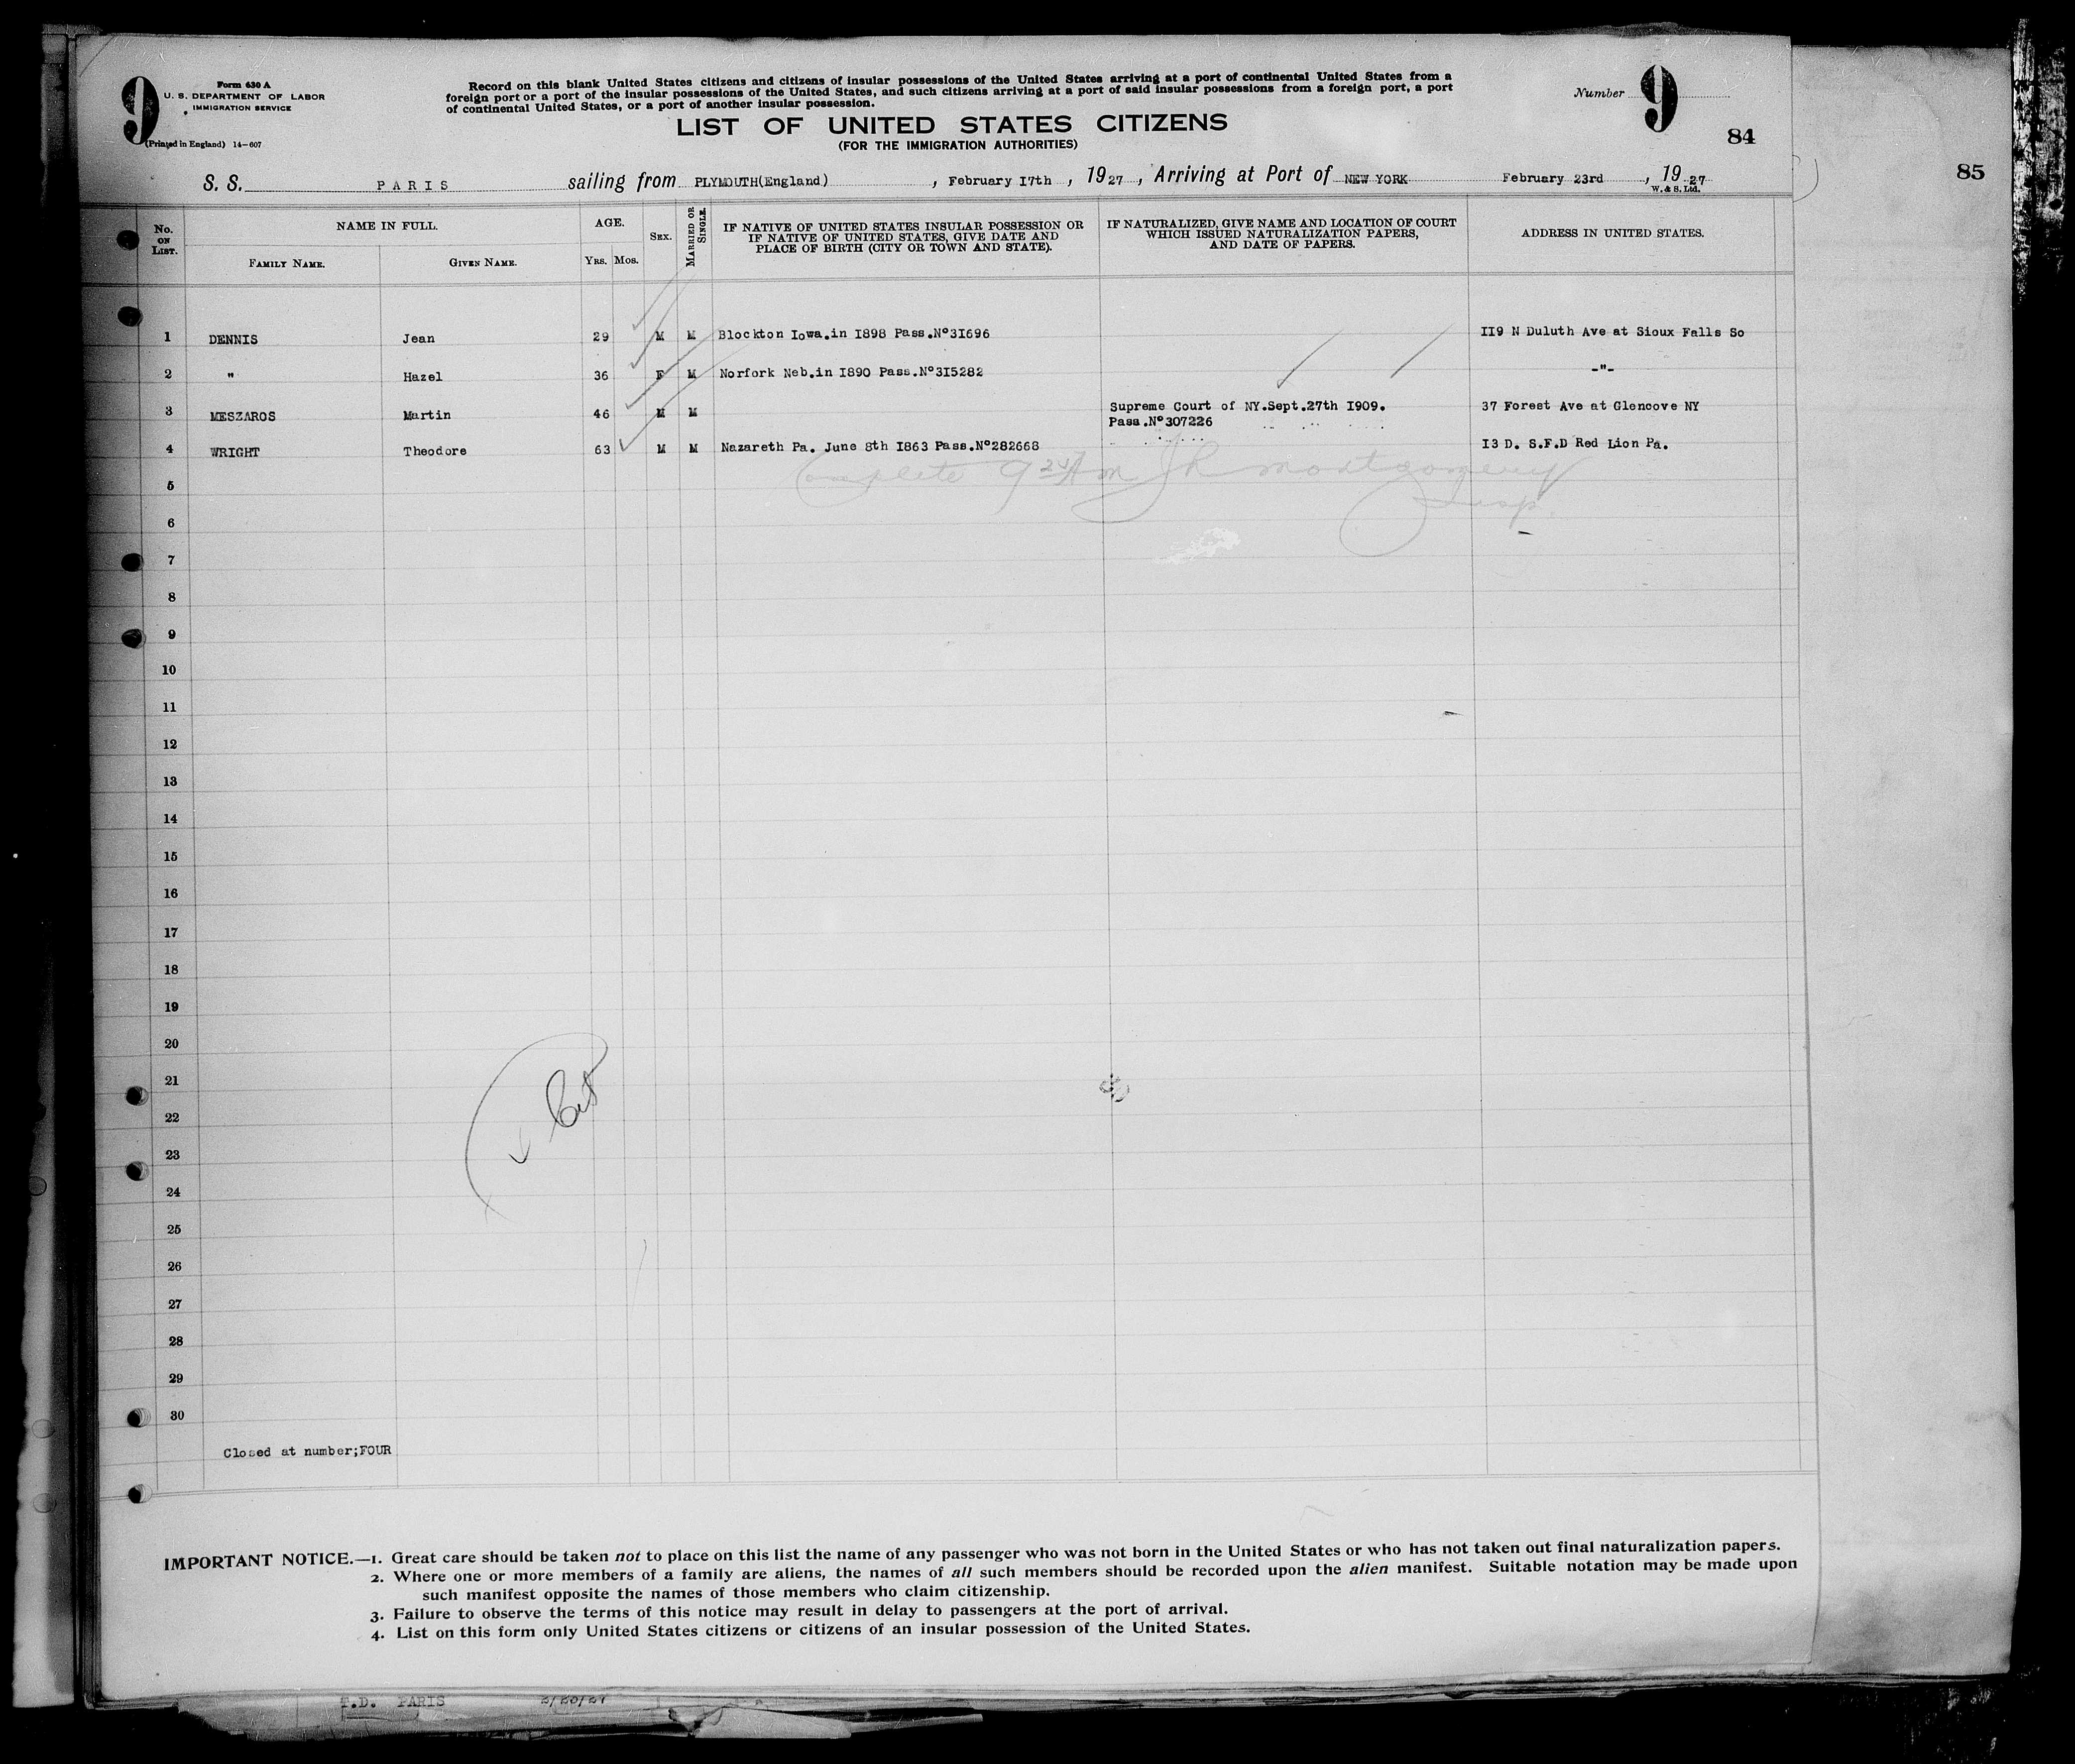 9
Form 630 A
U. S. DEPARTMENT OF LABOR
IMMIGRATION SERVICE
(Printed in England) 14—607
Record on this blank United States citizens and citizens of insular possessions of the United States arriving at a port of continental United States from a
foreign port or a port of the insular possessions of the United States, and such citizens arriving at a port of said insular possessions from a foreign port, a port
of continental United States, or a port of another insular possession.
LIST OF UNITED STATES CITIZENS
(FOR THE IMMIGRATION AUTHORITIES)
Number 9
84
85
S. S. PARIS sailing from PLYMOUTH(England) , February 17th , 1927 , Arriving at Port of NEW YORK February 23rd , 1927
W. & S. Ltd.
No. ON LIST.
NAME IN FULL.
FAMILY NAME.
GIVEN NAME.
AGE.
YRS. MOS.
SEX.
MARRIED OR SINGLE.
IF NATIVE OF UNITED STATES INSULAR POSSESSION OR
IF NATIVE OF UNITED STATES, GIVE DATE AND
PLACE OF BIRTH (CITY OR TOWN AND STATE).
IF NATURALIZED, GIVE NAME AND LOCATION OF COURT
WHICH ISSUED NATURALIZATION PAPERS,
AND DATE OF PAPERS.
ADDRESS IN UNITED STATES.
1 DENNIS Jean 29 M M Blockton Iowa.in I898 Pass.Nº3I696 II9 N Duluth Ave at Sioux Falls So
2 " Hazel 36 F M Norfork Neb.in I890 Pass.Nº3I5282 -"-
3 MESZAROS Martin 46 M M Supreme Court of NY.Sept.27th I909. 37 Forest Ave at Glencove NY
Pass.Nº307226
4 WRIGHT Theodore 63 M M Nazareth Pa. June 8th I863 Pass.Nº282668 I3 D. S.F.D Red Lion Pa.
Complete 9 AM Montgomery
Insp.
5
6
7
8
9
10
11
12
13
14
15
16
17
18
19
20
21
22
23
24
25
26
27
28
29
30
Closed at number;FOUR
IMPORTANT NOTICE.—1. Great care should be taken not to place on this list the name of any passenger who was not born in the United States or who has not taken out final naturalization papers.
2. Where one or more members of a family are aliens, the names of all such members should be recorded upon the alien manifest. Suitable notation may be made upon
such manifest opposite the names of those members who claim citizenship.
3. Failure to observe the terms of this notice may result in delay to passengers at the port of arrival.
4. List on this form only United States citizens or citizens of an insular possession of the United States.
PARIS